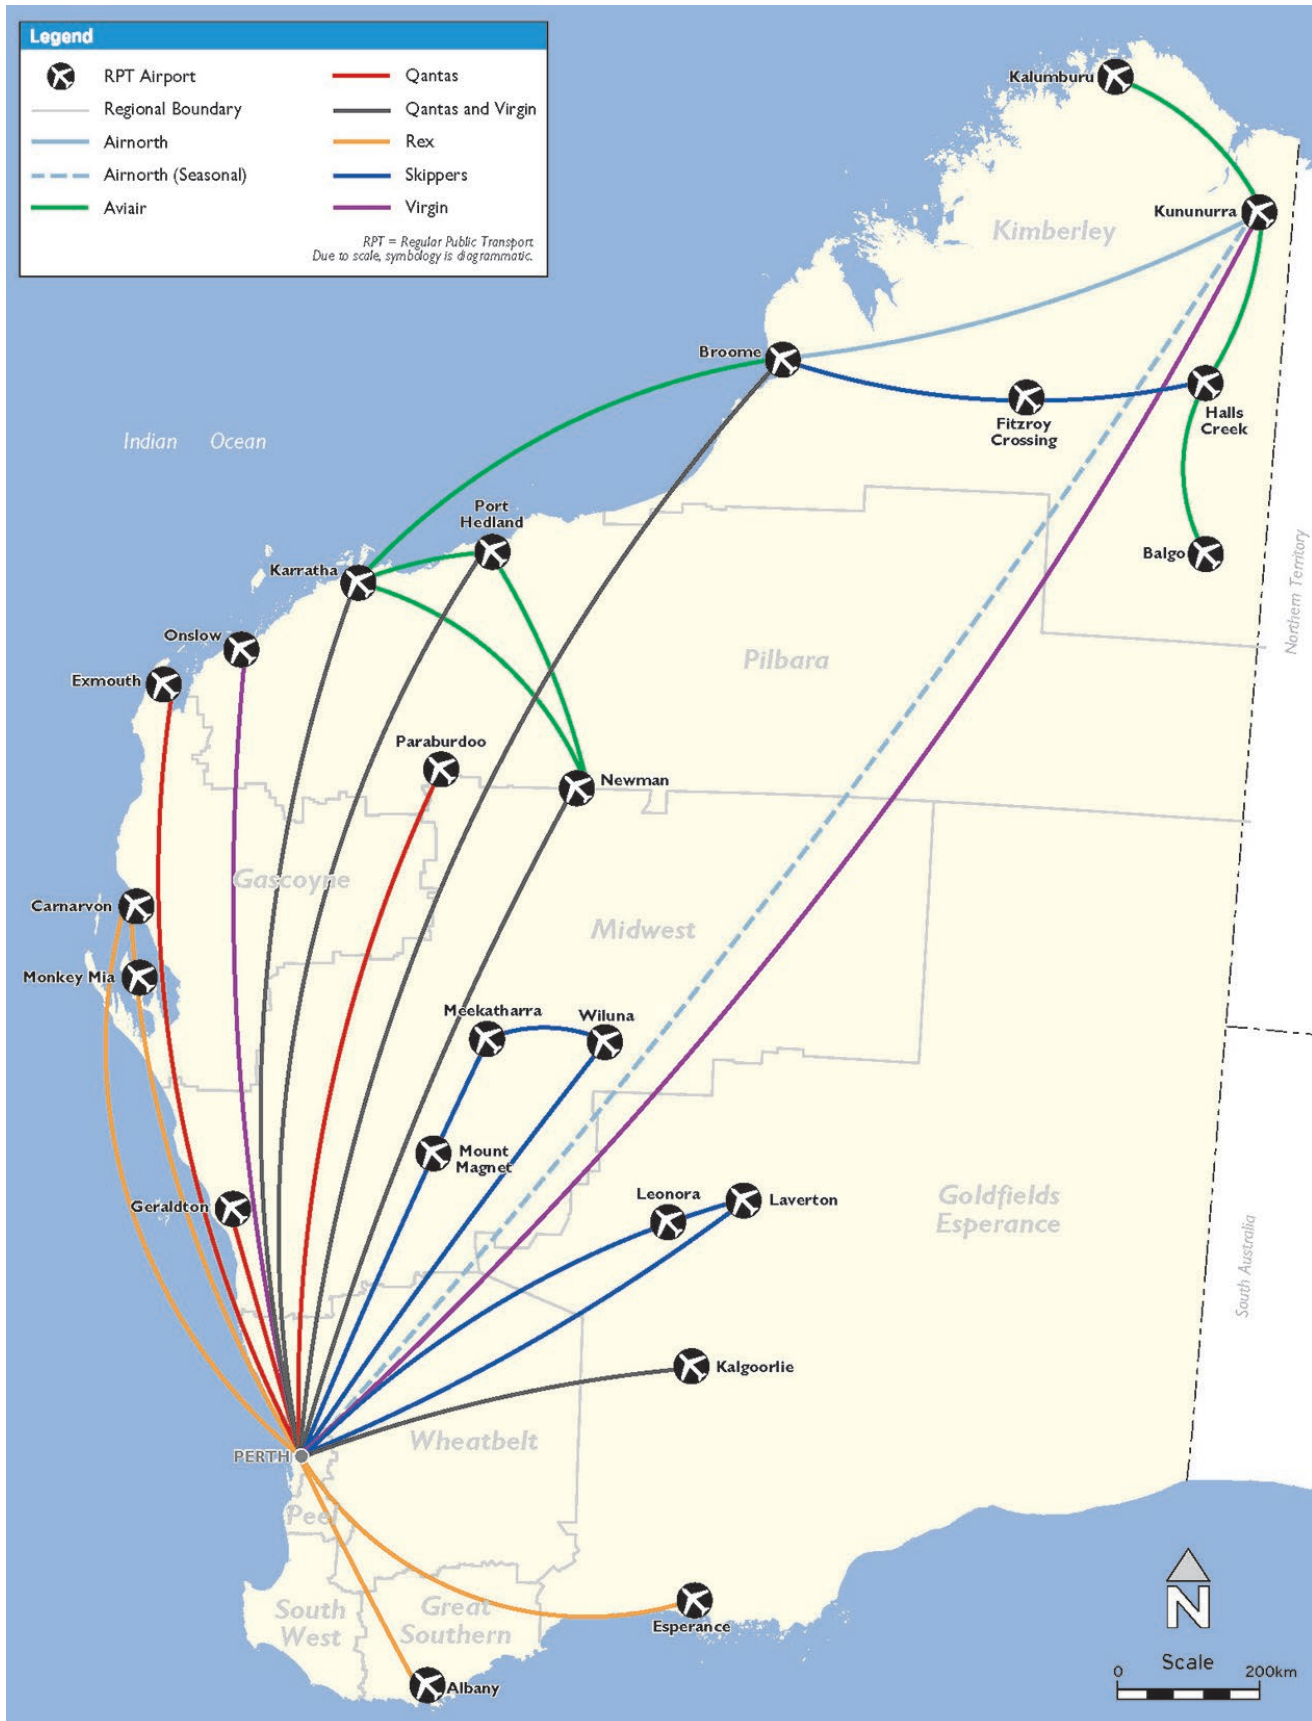 Legend
RPT Airport
Regional Boundary
Airnorth
Airnorth (Seasonal)
Aviair
Qantas
Qantas and Virgin
Rex
Skippers
Virgin
RPT = Regular Public Transport
Due to scale, symbology is diagrammatic.
Kalumburu
Kununurra
Kimberley
Broome
Halls
Creek
Fitzroy
Crossing
Indian Ocean
Port
Hedland
Balgo
Karratha
Northern Territory
Onslow
Pilbara
Exmouth
Paraburdoo
Newman
Gascoyne
Carnarvon
Midwest
Monkey Mia
Meekatharra
Wiluna
Mount
Magnet
Geraldton
Leonora
Laverton
Goldfields
Esperance
South Australia
Kalgoorlie
PERTH
Wheatbelt
Peel
South
West
Great
Southern
Esperance
Albany
N
Scale
0 200km